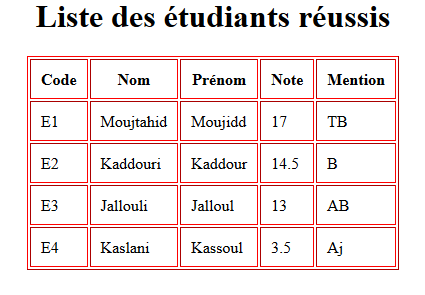 Liste des étudiants réussis
Code Nom Prénom Note Mention
E1 Moujtahid Moujidd 17 TB
E2 Kaddouri Kaddour 14.5 B
E3 Jallouli Jalloul 13 AB
E4 Kaslani Kassoul 3.5 Aj